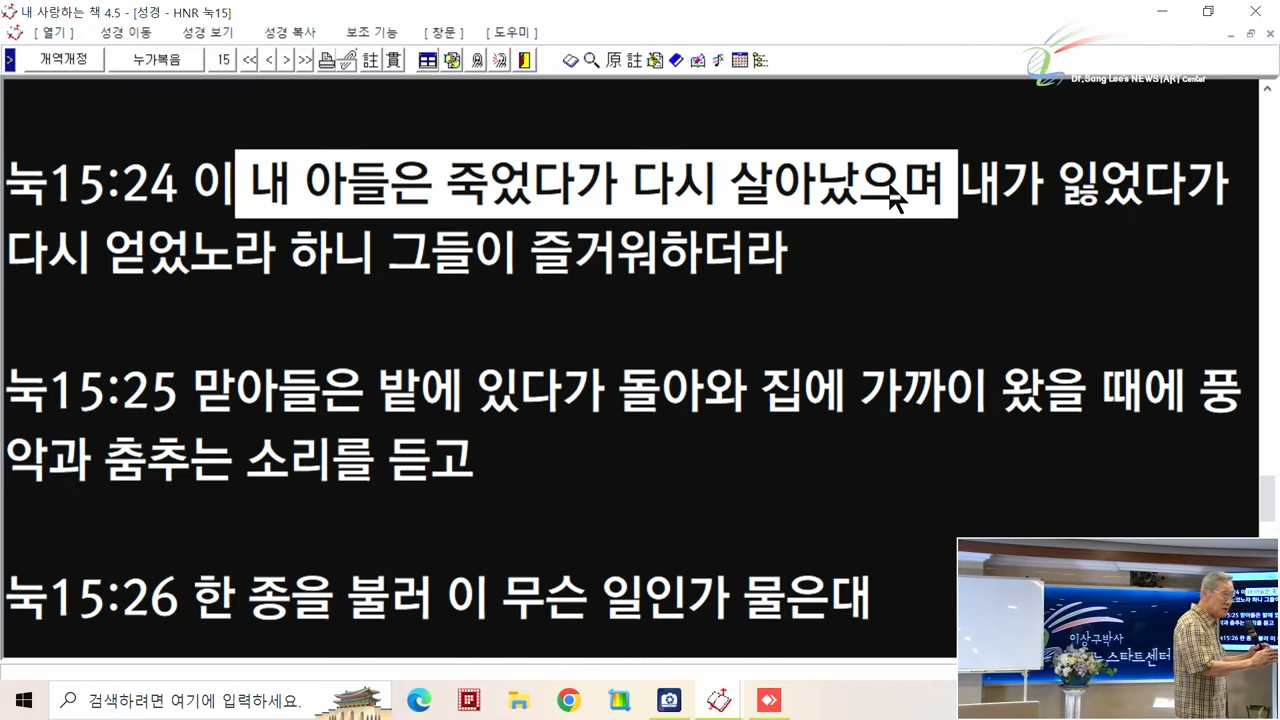 내 사랑하는 책 4.5 - [성경 - HNR 눅15]
[ 열기 ] 성경 이동 성경 보기 성경 복사 보조 기능 [ 창문 ] [ 도우미 ]
개역개정 누가복음 15 << < > >> 註 貫 原 註
Dr.Sang Lee's NEWSTART Center
눅15:24 이 내 아들은 죽었다가 다시 살아났으며 내가 잃었다가
다시 얻었노라 하니 그들이 즐거워하더라
눅15:25 맏아들은 밭에 있다가 돌아와 집에 가까이 왔을 때에 풍
악과 춤추는 소리를 듣고
눅15:26 한 종을 불러 이 무슨 일인가 물은대
이상구박사
스타트센터
검색하려면 여기에 입력하세요.